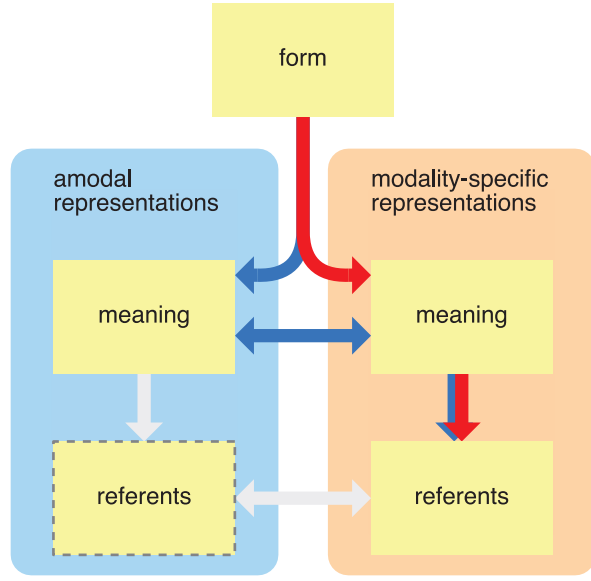 form
amodal
representations
modality-specific
representations
meaning
meaning
referents
referents